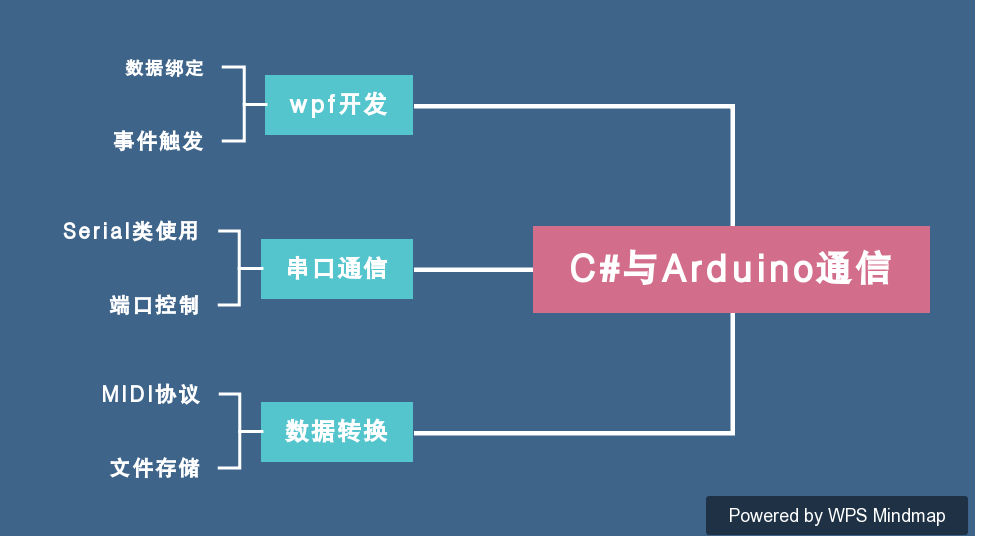 数据绑定
wpf开发
事件触发
Serial类使用
串口通信
端口控制
C#与Arduino通信
MIDI协议
数据转换
文件存储
Powered by WPS Mindmap